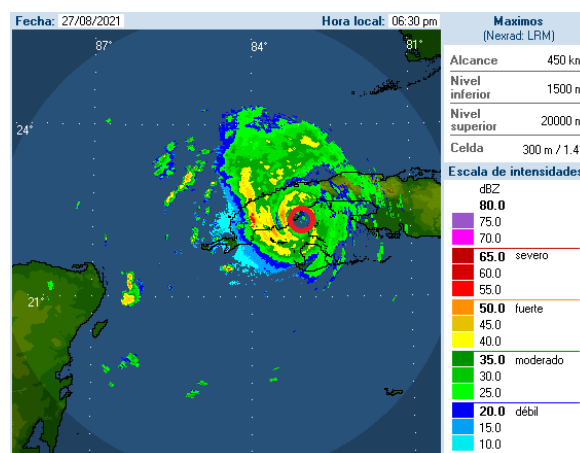 Fecha: 27/08/2021
Hora local: 06:30 pm
87°
84°
81°
24°
21°
Maximos
(Nexrad: LRM)
Alcance 450 km
Nivel
inferior 1500 m
Nivel
superior 20000 m
Celda 300 m / 1.4
Escala de intensidades
dBZ
80.0
75.0
70.0
65.0 severo
60.0
55.0
50.0 fuerte
45.0
40.0
35.0 moderado
30.0
25.0
20.0 débil
15.0
10.0